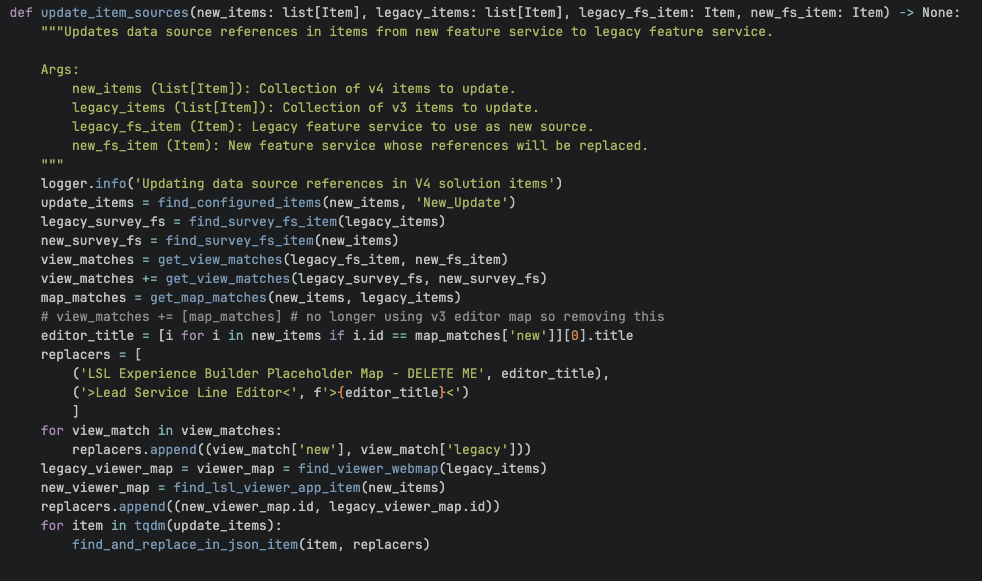 def update_item_sources(new_items: list[Item], legacy_items: list[Item], legacy_fs_item: Item, new_fs_item: Item) -> None:
    """Updates data source references in items from new feature service to legacy feature service.

    Args:
        new_items (list[Item]): Collection of v4 items to update.
        legacy_items (list[Item]): Collection of v3 items to update.
        legacy_fs_item (Item): Legacy feature service to use as new source.
        new_fs_item (Item): New feature service whose references will be replaced.
    """
    logger.info('Updating data source references in V4 solution items')
    update_items = find_configured_items(new_items, 'New_Update')
    legacy_survey_fs = find_survey_fs_item(legacy_items)
    new_survey_fs = find_survey_fs_item(new_items)
    view_matches = get_view_matches(legacy_fs_item, new_fs_item)
    view_matches += get_view_matches(legacy_survey_fs, new_survey_fs)
    map_matches = get_map_matches(new_items, legacy_items)
    # view_matches += [map_matches] # no longer using v3 editor map so removing this
    editor_title = [i for i in new_items if i.id == map_matches['new']][0].title
    replacers = [
        ('LSL Experience Builder Placeholder Map - DELETE ME', editor_title),
        ('>Lead Service Line Editor<', f'>{editor_title}<')
        ]
    for view_match in view_matches:
        replacers.append((view_match['new'], view_match['legacy']))
    legacy_viewer_map = viewer_map = find_viewer_webmap(legacy_items)
    new_viewer_map = find_lsl_viewer_app_item(new_items)
    replacers.append((new_viewer_map.id, legacy_viewer_map.id))
    for item in tqdm(update_items):
        find_and_replace_in_json_item(item, replacers)